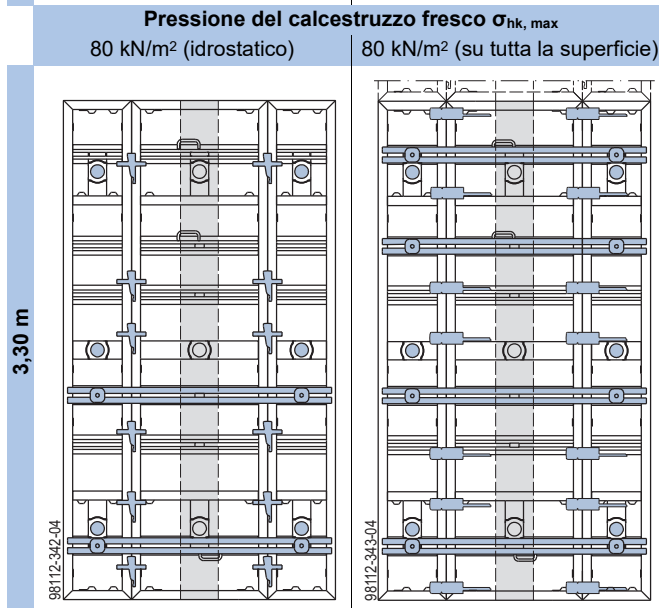 Pressione del calcestruzzo fresco σhk, max
80 kN/m² (idrostatico)
80 kN/m² (su tutta la superficie)
3,30 m
98112-342-04
98112-343-04